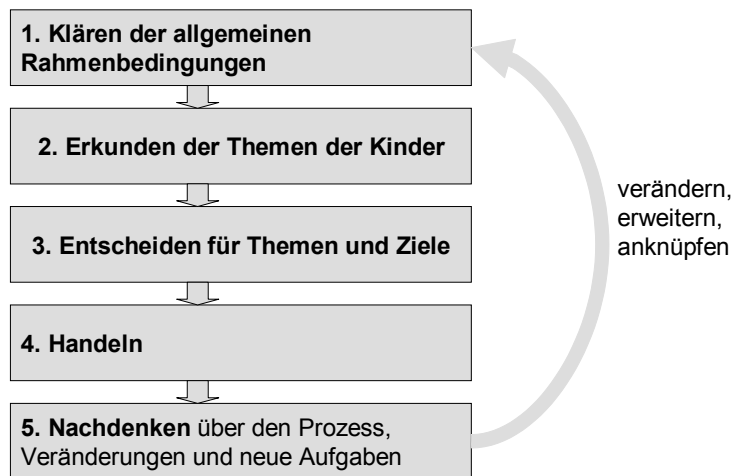 1. Klären der allgemeinen
Rahmenbedingungen
2. Erkunden der Themen der Kinder
3. Entscheiden für Themen und Ziele
4. Handeln
5. Nachdenken über den Prozess,
Veränderungen und neue Aufgaben
verändern,
erweitern,
anknüpfen